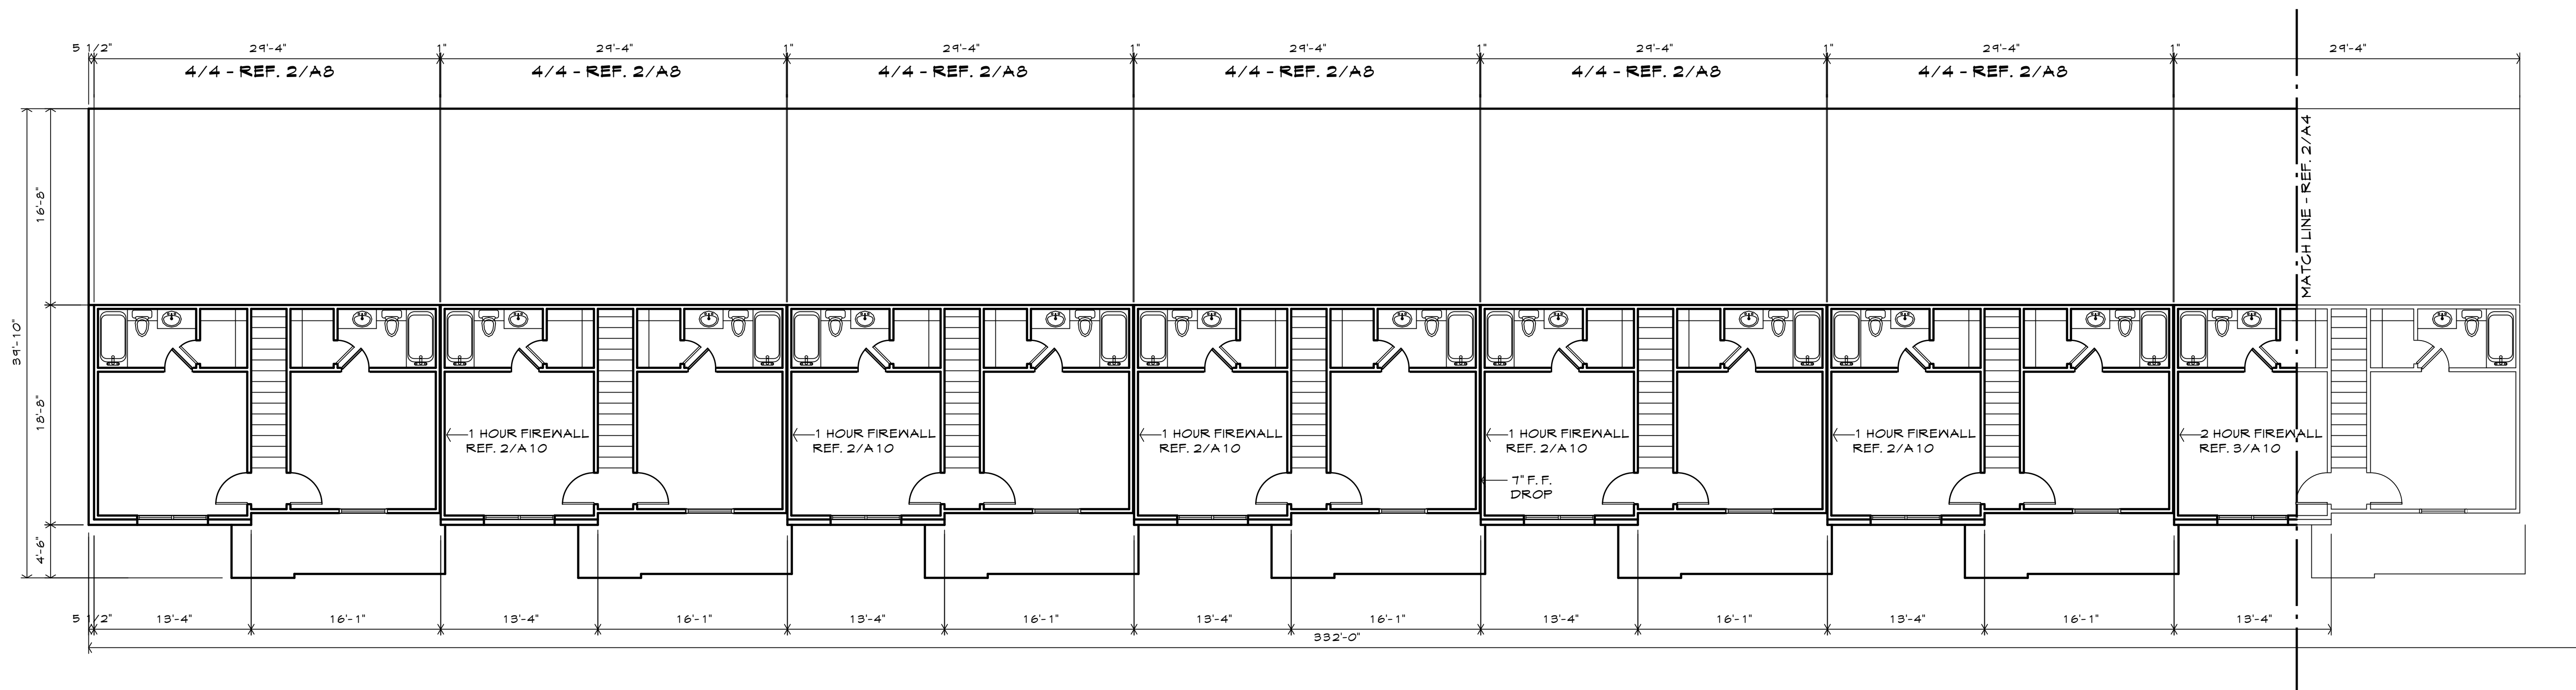 5 1/2" 29'-4" 1" 29'-4" 1" 29'-4" 1" 29'-4" 1" 29'-4" 1" 29'-4" 1" 29'-4"
4/4 - REF. 2/A8 4/4 - REF. 2/A8 4/4 - REF. 2/A8 4/4 - REF. 2/A8 4/4 - REF. 2/A8 4/4 - REF. 2/A8
MATCH LINE - REF. 2/A4
16'-8"
39'-10"
18'-8"
4'-6"
1 HOUR FIREWALL
REF. 2/A10
1 HOUR FIREWALL
REF. 2/A10
1 HOUR FIREWALL
REF. 2/A10
1 HOUR FIREWALL
REF. 2/A10
7" F. F.
DROP
1 HOUR FIREWALL
REF. 2/A10
2 HOUR FIREWALL
REF. 3/A10
5 1/2" 13'-4" 16'-1" 13'-4" 16'-1" 13'-4" 16'-1" 13'-4" 16'-1" 13'-4" 16'-1" 13'-4" 16'-1" 13'-4"
332'-0"